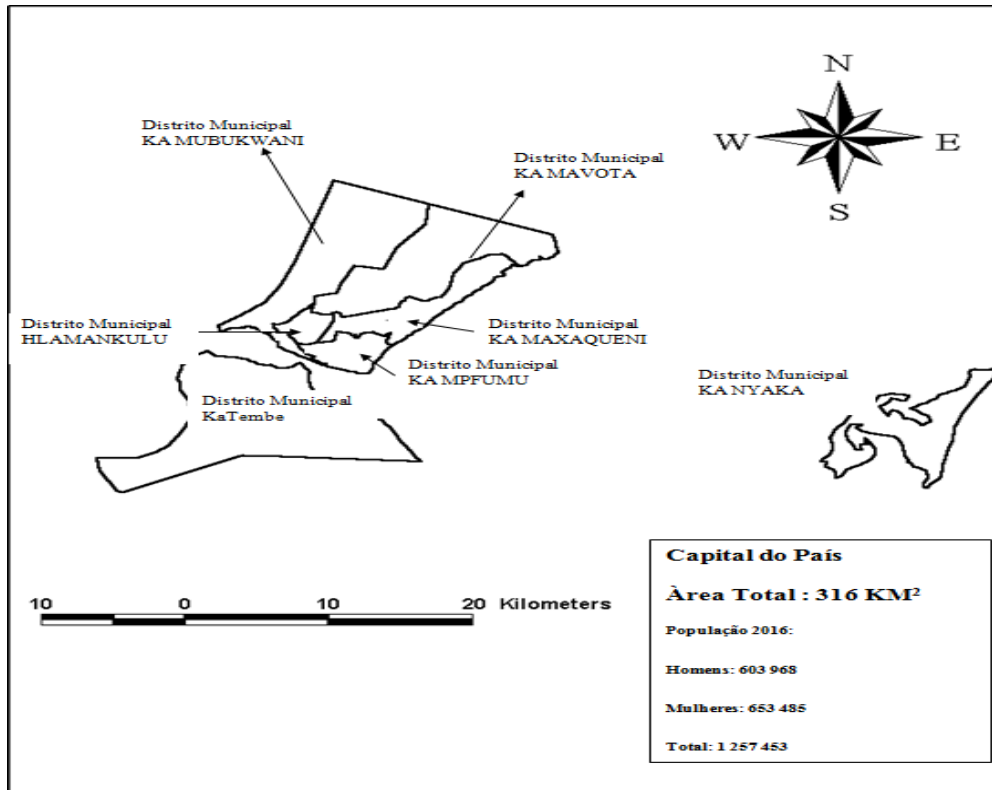 N
W E
S
Distrito Municipal
KA MUBUKWANI
Distrito Municipal
KA MAVOTA
Distrito Municipal
HLAMANKULU
Distrito Municipal
KA MAXAQUENI
Distrito Municipal
KA MPFUMU
Distrito Municipal
KaTembe
Distrito Municipal
KA NYAKA
10 0 10 20 Kilometers
Capital do País
Àrea Total : 316 KM²
População 2016:
Homens: 603 968
Mulheres: 653 485
Total: 1 257 453